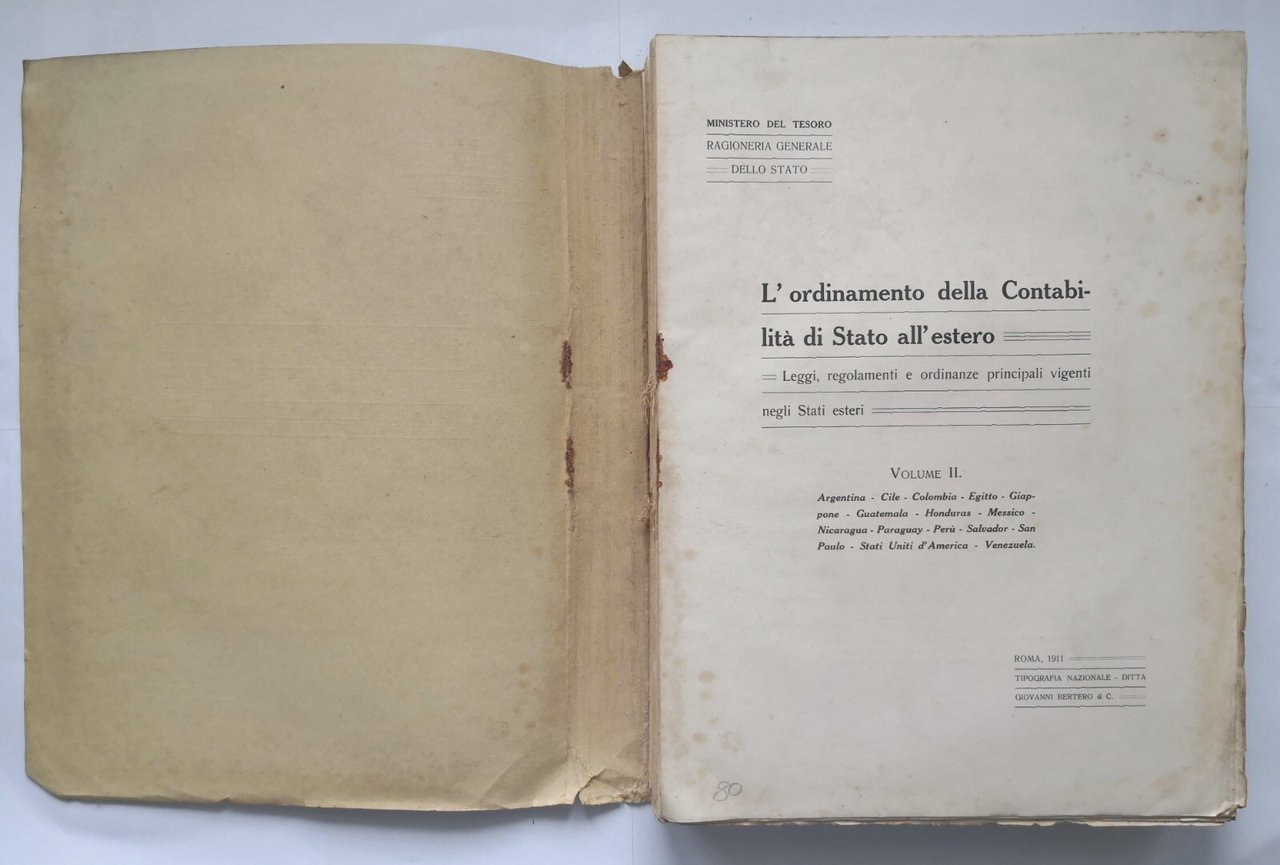 MINISTERO DEL TESORO
RAGIONERIA GENERALE
DELLO STATO
L' ordinamento della Contabi-
lità di Stato all'estero
Leggi, regolamenti e ordinanze principali vigenti
negli Stati esteri
VOLUME II.
Argentina - Cile - Colombia - Egitto - Giap-
pone - Guatemala - Honduras - Messico -
Nicaragua - Paraguay - Perù - Salvador - San
Paulo - Stati Uniti d'America - Venezuela.
ROMA, 1911
TIPOGRAFIA NAZIONALE - DITTA
GIOVANNI BERTERO & C.
80